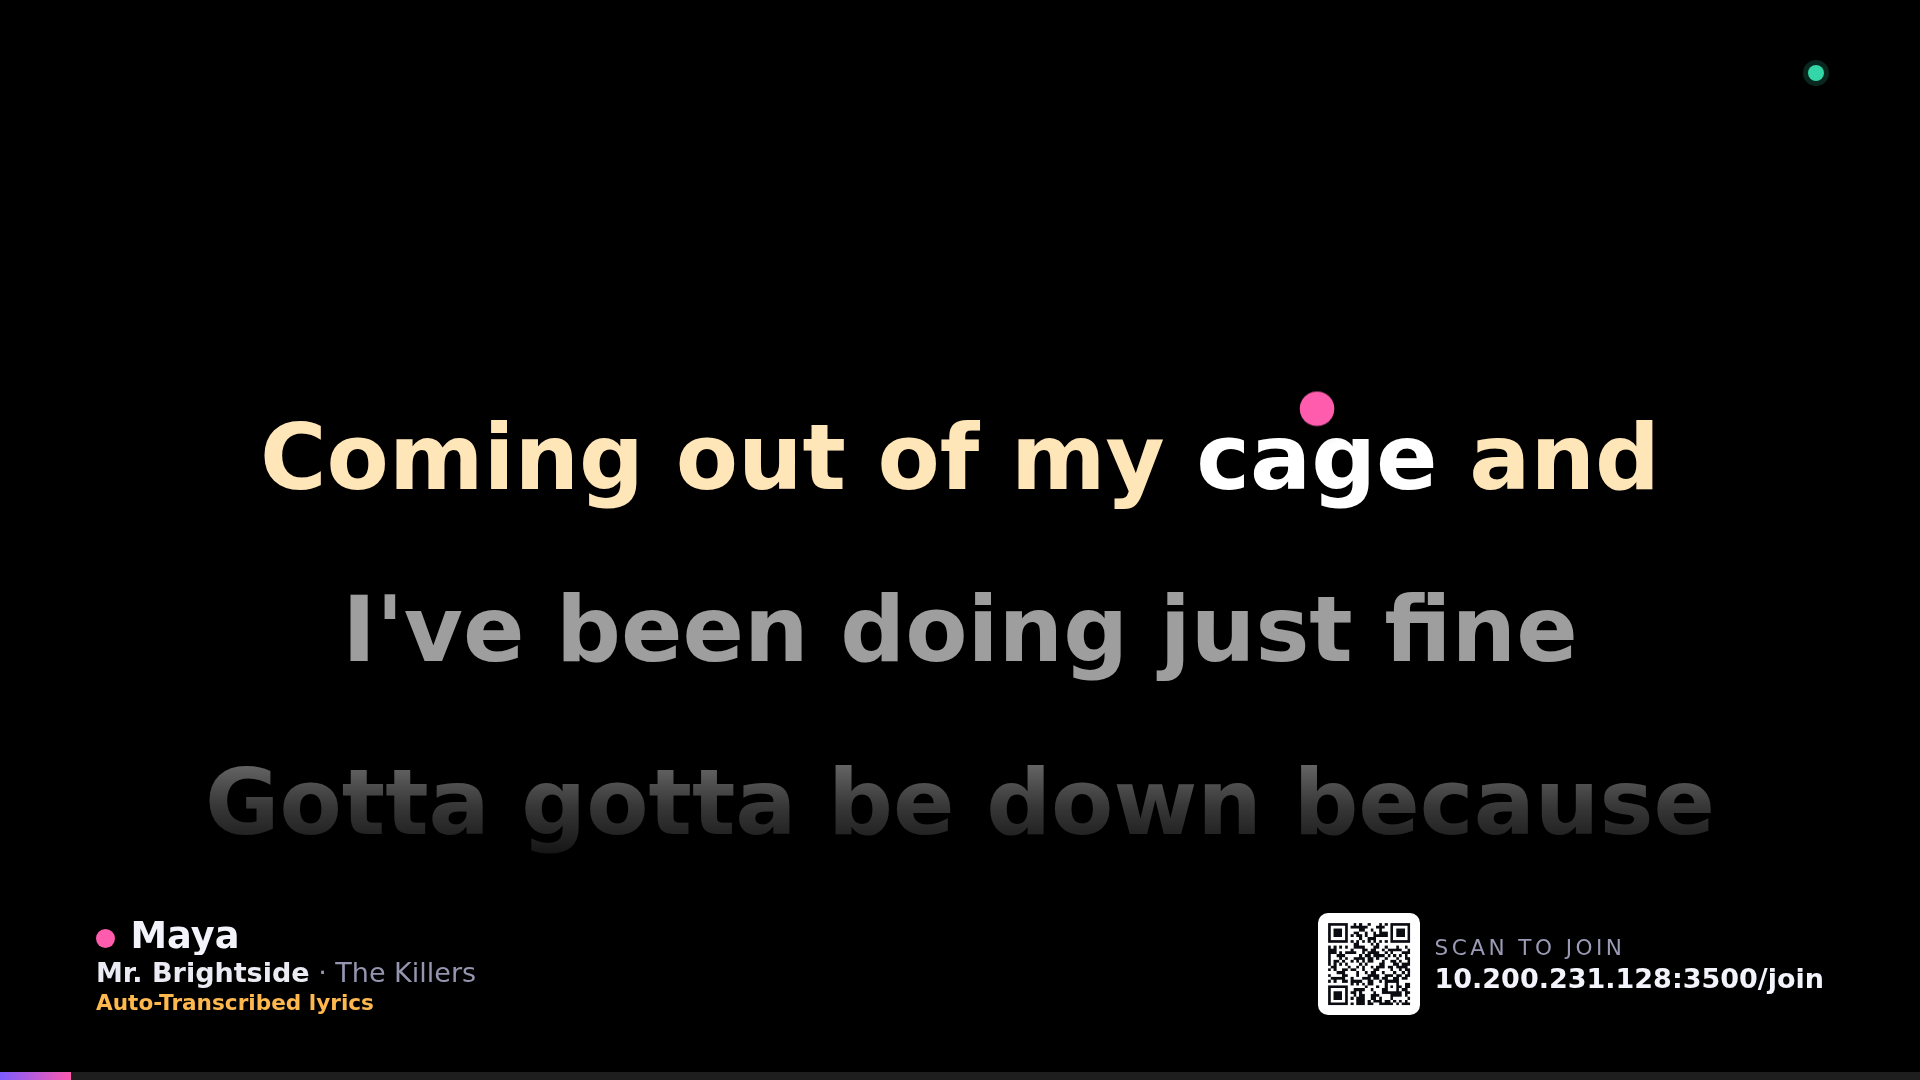 Coming out of my cage and
I've been doing just fine
Gotta gotta be down because
Maya
Mr. Brightside · The Killers
Auto-Transcribed lyrics
SCAN TO JOIN
10.200.231.128:3500/join